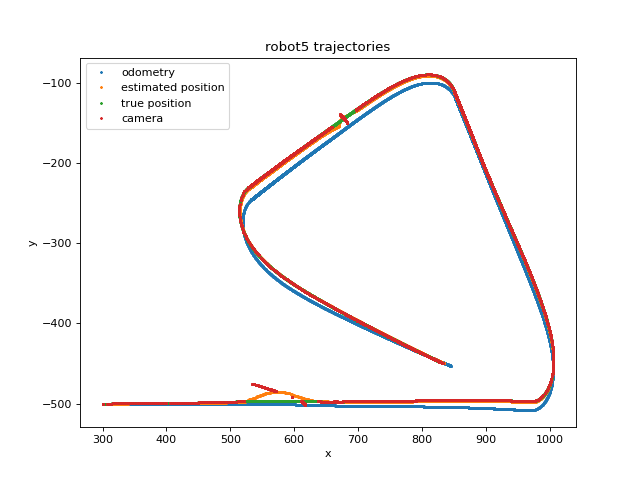 robot5 trajectories
odometry
estimated position
true position
camera
−100
−200
−300
−400
−500
y
300 400 500 600 700 800 900 1000
x